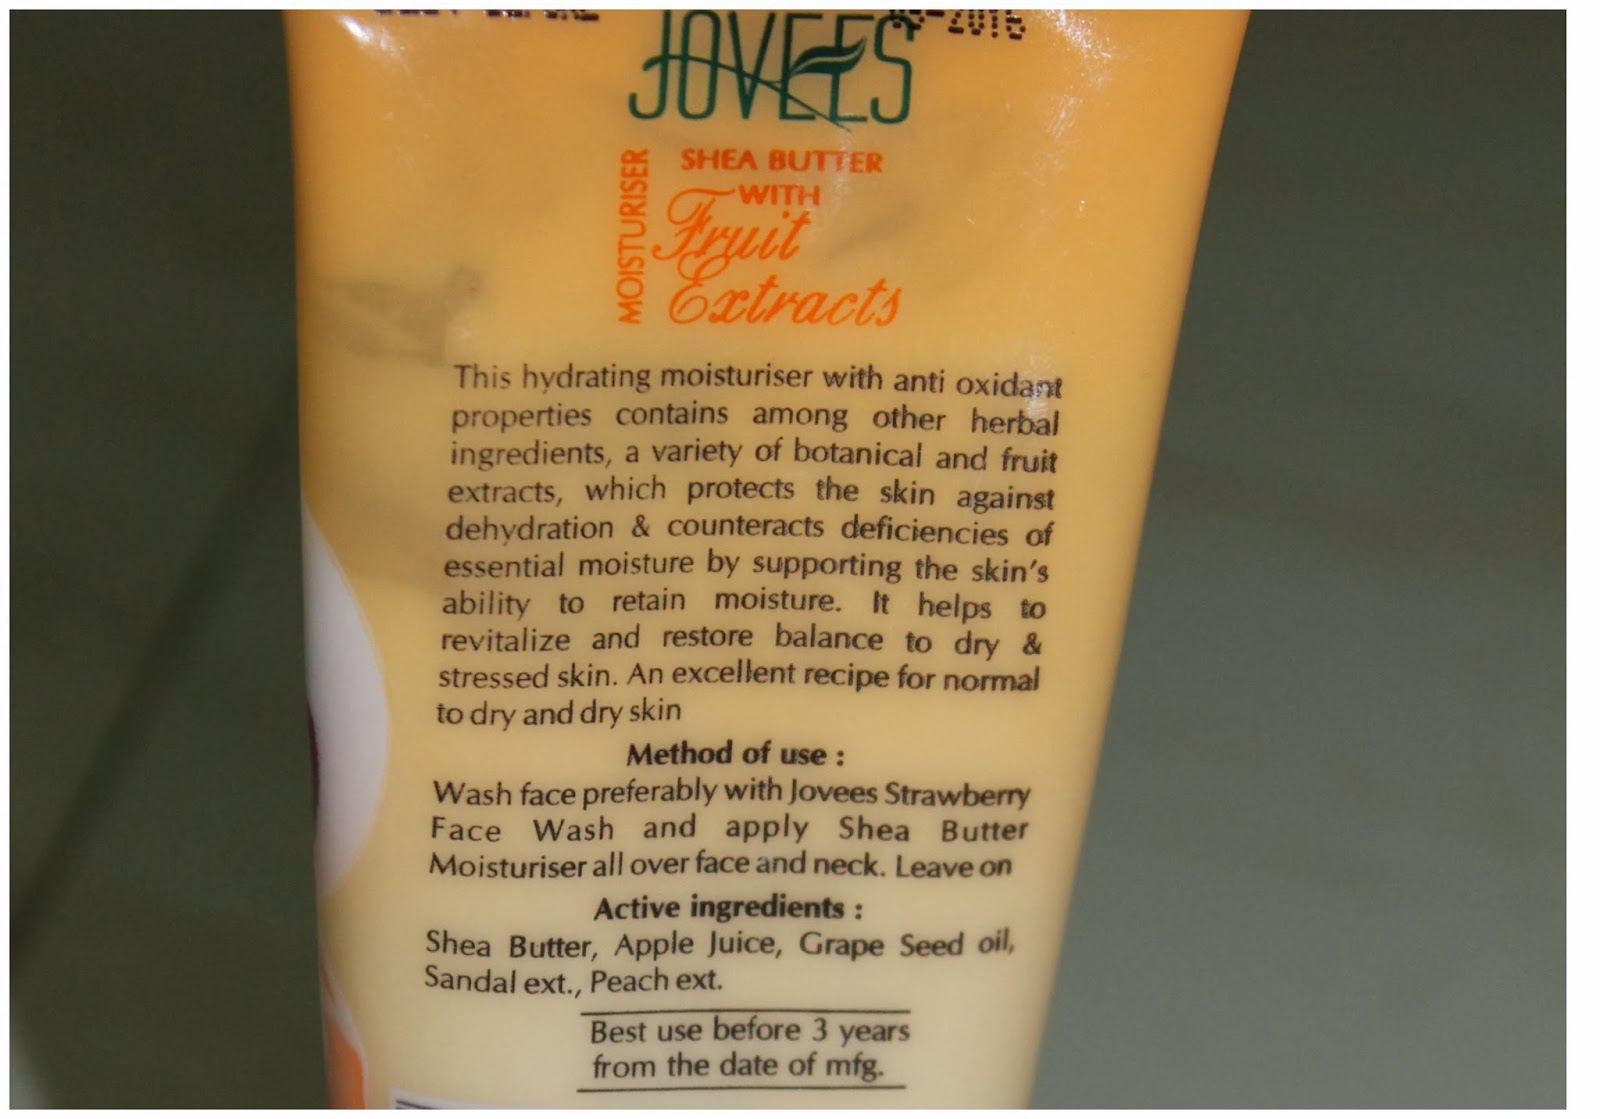 -2016
JOVEES
MOISTURISER
SHEA BUTTER
WITH
Fruit
Extracts
This hydrating moisturiser with anti oxidant
properties contains among other herbal
ingredients, a variety of botanical and fruit
extracts, which protects the skin against
dehydration & counteracts deficiencies of
essential moisture by supporting the skin's
ability to retain moisture. It helps to
revitalize and restore balance to dry &
stressed skin. An excellent recipe for normal
to dry and dry skin
Method of use :
Wash face preferably with Jovees Strawberry
Face Wash and apply Shea Butter
Moisturiser all over face and neck. Leave on
Active ingredients :
Shea Butter, Apple Juice, Grape Seed oil,
Sandal ext., Peach ext.
Best use before 3 years
from the date of mfg.